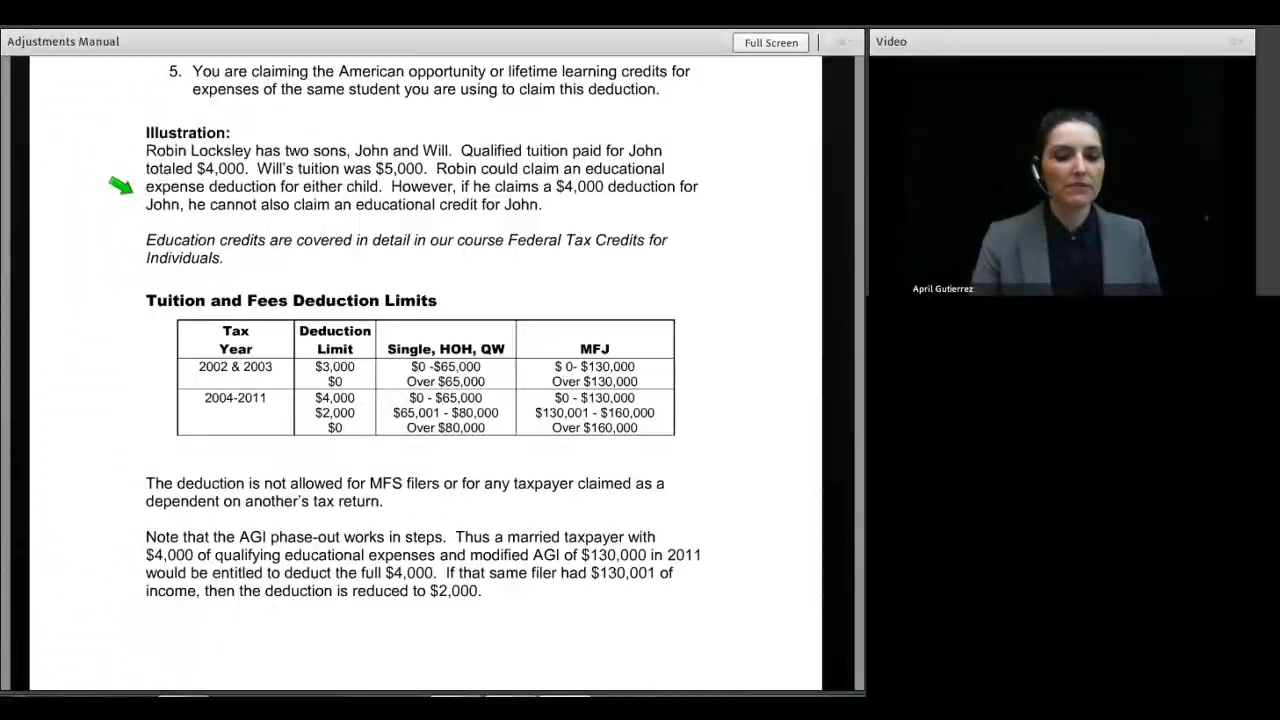 Adjustments Manual
Full Screen
Video
5. You are claiming the American opportunity or lifetime learning credits for
expenses of the same student you are using to claim this deduction.
Illustration:
Robin Locksley has two sons, John and Will. Qualified tuition paid for John
totaled $4,000. Will's tuition was $5,000. Robin could claim an educational
expense deduction for either child. However, if he claims a $4,000 deduction for
John, he cannot also claim an educational credit for John.
Education credits are covered in detail in our course Federal Tax Credits for
Individuals.
Tuition and Fees Deduction Limits
Tax Deduction
Year Limit Single, HOH, QW MFJ
2002 & 2003 $3,000 $0 -$65,000 $ 0- $130,000
$0 Over $65,000 Over $130,000
2004-2011 $4,000 $0 - $65,000 $0 - $130,000
$2,000 $65,001 - $80,000 $130,001 - $160,000
$0 Over $80,000 Over $160,000
The deduction is not allowed for MFS filers or for any taxpayer claimed as a
dependent on another's tax return.
Note that the AGI phase-out works in steps. Thus a married taxpayer with
$4,000 of qualifying educational expenses and modified AGI of $130,000 in 2011
would be entitled to deduct the full $4,000. If that same filer had $130,001 of
income, then the deduction is reduced to $2,000.
April Gutierrez